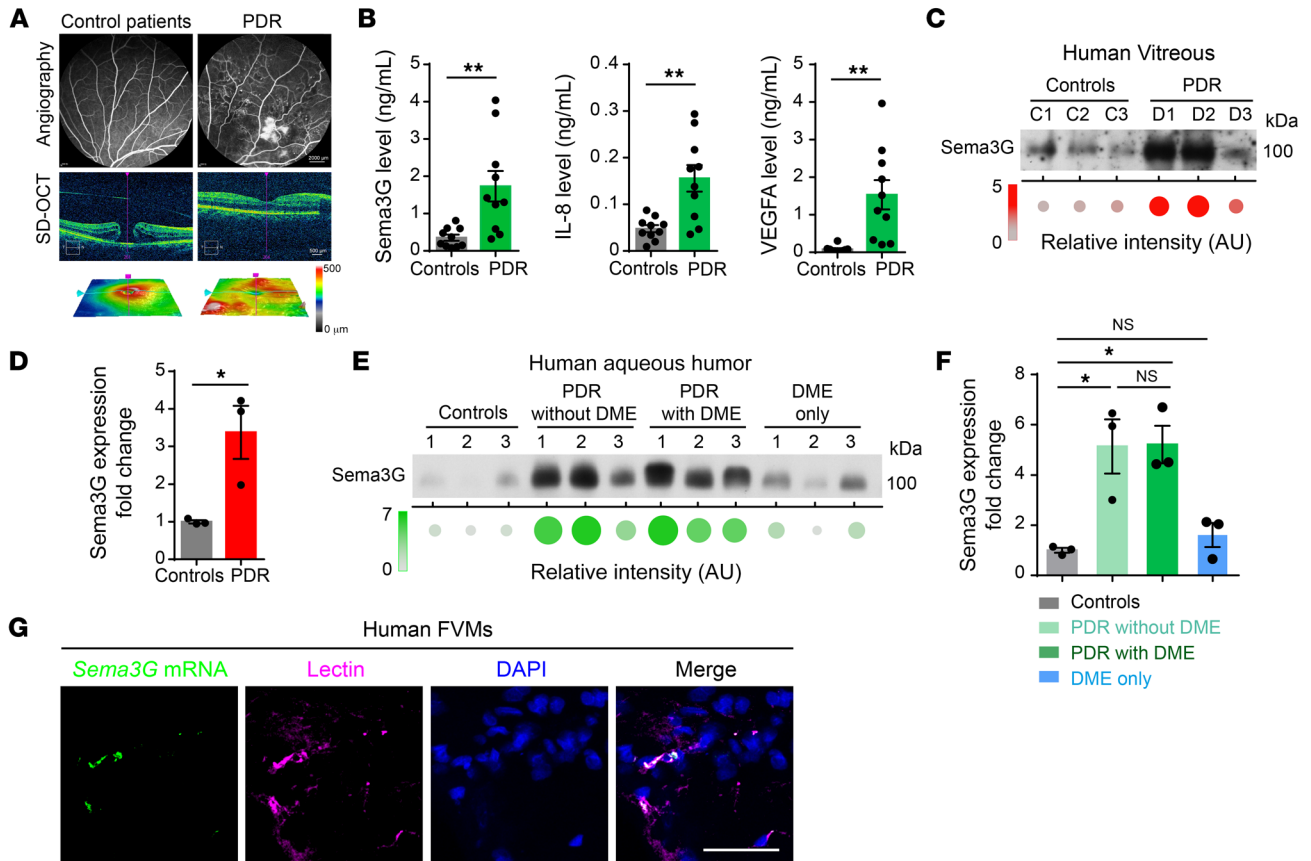 A
Control patients PDR
Angiography
2000 µm
SD-OCT
500
0 µm
B
Sema3G level (ng/mL)
5
4
3
2
1
0
**
Controls PDR
IL-8 level (ng/mL)
0.4
0.3
0.2
0.1
0.0
**
Controls PDR
VEGFA level (ng/mL)
5
4
3
2
1
0
**
Controls PDR
C
Human Vitreous
Controls PDR
C1 C2 C3 D1 D2 D3 kDa
Sema3G 100
5
0
Relative intensity (AU)
D
Sema3G expression
fold change
5
4
3
2
1
0
*
Controls PDR
E
Human aqueous humor
Controls
PDR
without DME
PDR
with DME
DME
only
1 2 3 1 2 3 1 2 3 1 2 3 kDa
Sema3G 100
7
0
Relative intensity (AU)
F
Sema3G expression
fold change
8
6
4
2
0
NS
*
* NS
Controls
PDR without DME
PDR with DME
DME only
G
Human FVMs
Sema3G mRNA Lectin DAPI Merge